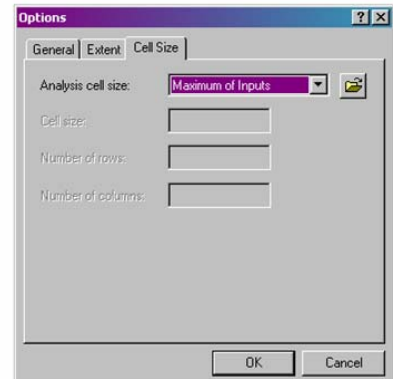 Options
General Extent Cell Size
Analysis cell size: Maximum of Inputs
Cell size:
Number of rows:
Number of columns:
OK Cancel